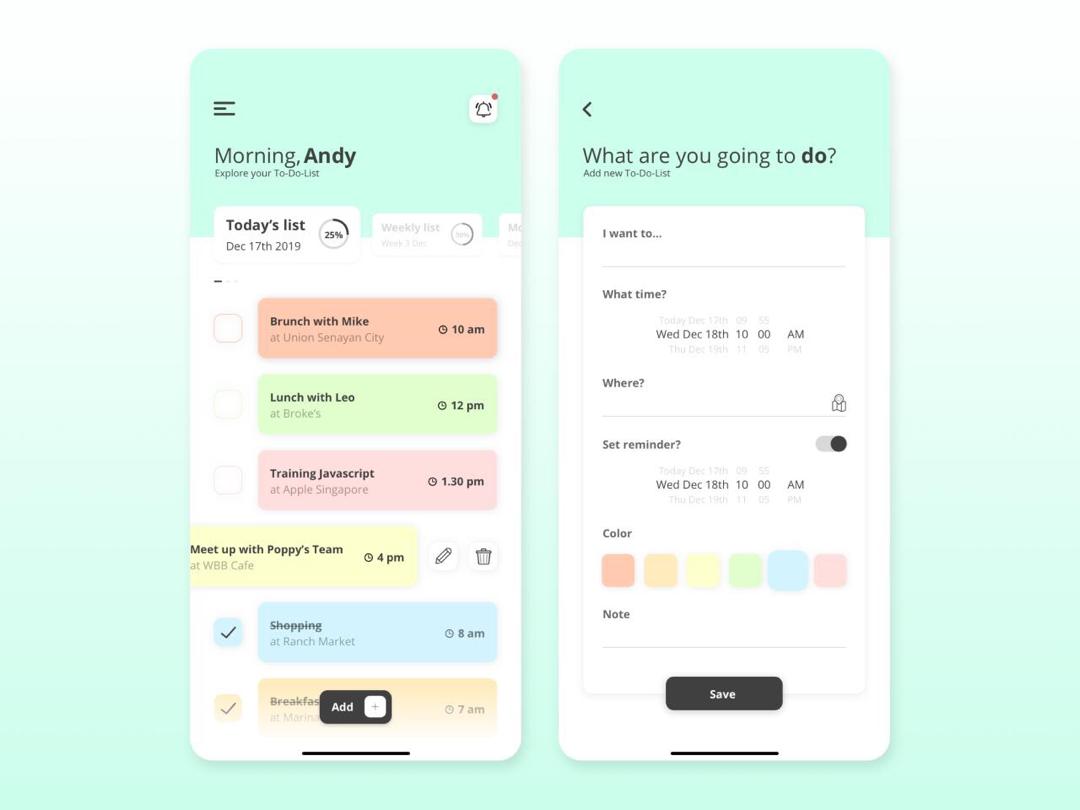 Morning, Andy
Explore your To-Do-List
Today's list
Dec 17th 2019
25%
Weekly list
Week 3 Dec
Brunch with Mike
at Union Senayan City
10 am
Lunch with Leo
at Broke's
12 pm
Training Javascript
at Apple Singapore
1.30 pm
Meet up with Poppy's Team
at WBB Cafe
4 pm
Shopping
at Ranch Market
8 am
Breakfas
at Marina
7 am
Add
What are you going to do?
Add new To-Do-List
I want to...
What time?
Today Dec 17th 09 55
Wed Dec 18th 10 00 AM
Thu Dec 19th 11 05 PM
Where?
Set reminder?
Today Dec 17th 09 55
Wed Dec 18th 10 00 AM
Thu Dec 19th 11 05 PM
Color
Note
Save